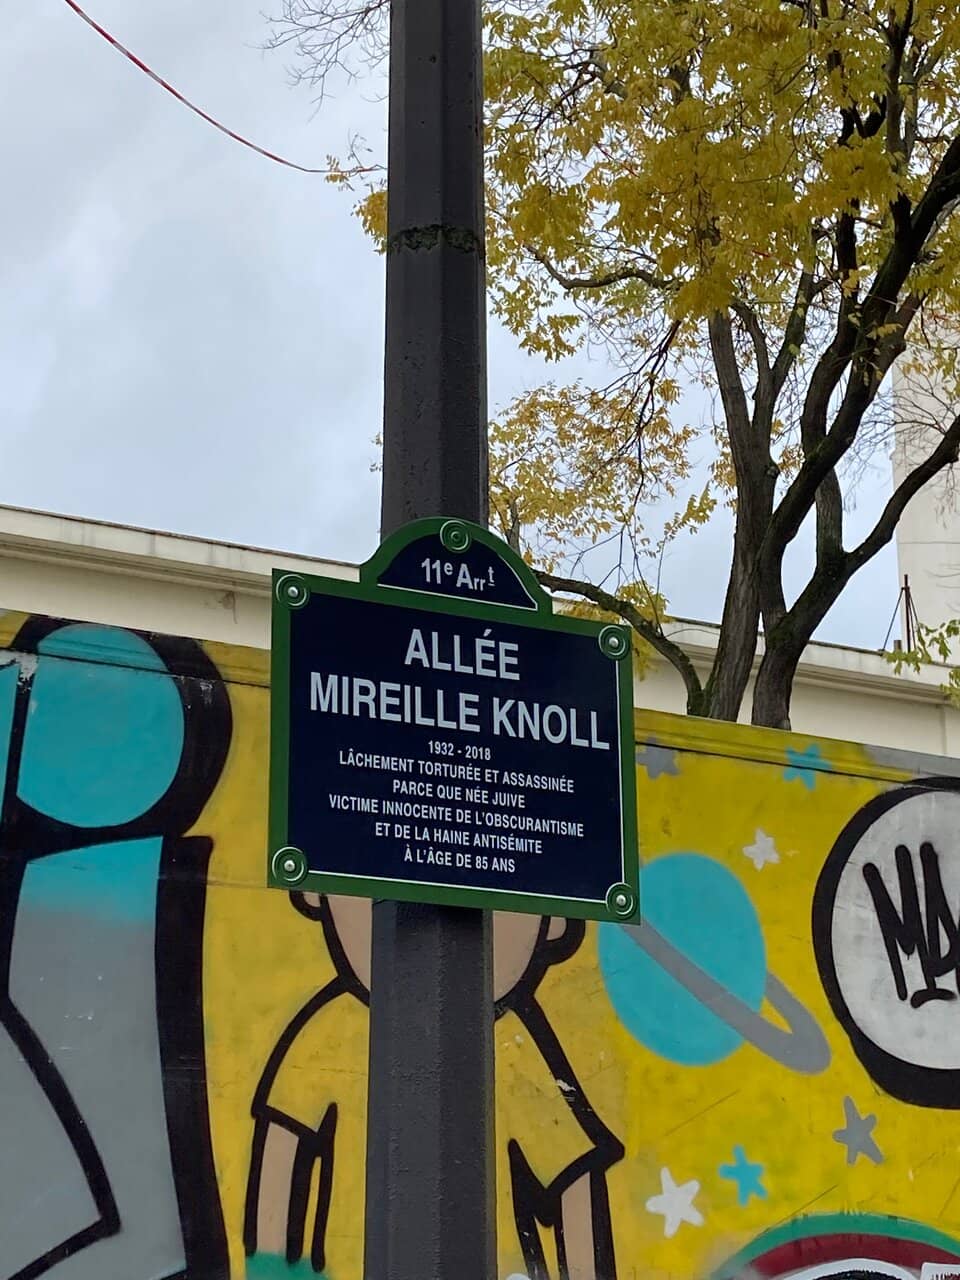 11e Arrt
ALLÉE
MIREILLE KNOLL
1932 - 2018
LÂCHEMENT TORTURÉE ET ASSASSINÉE
PARCE QUE NÉE JUIVE
VICTIME INNOCENTE DE L'OBSCURANTISME
ET DE LA HAINE ANTISÉMITE
À L'ÂGE DE 85 ANS